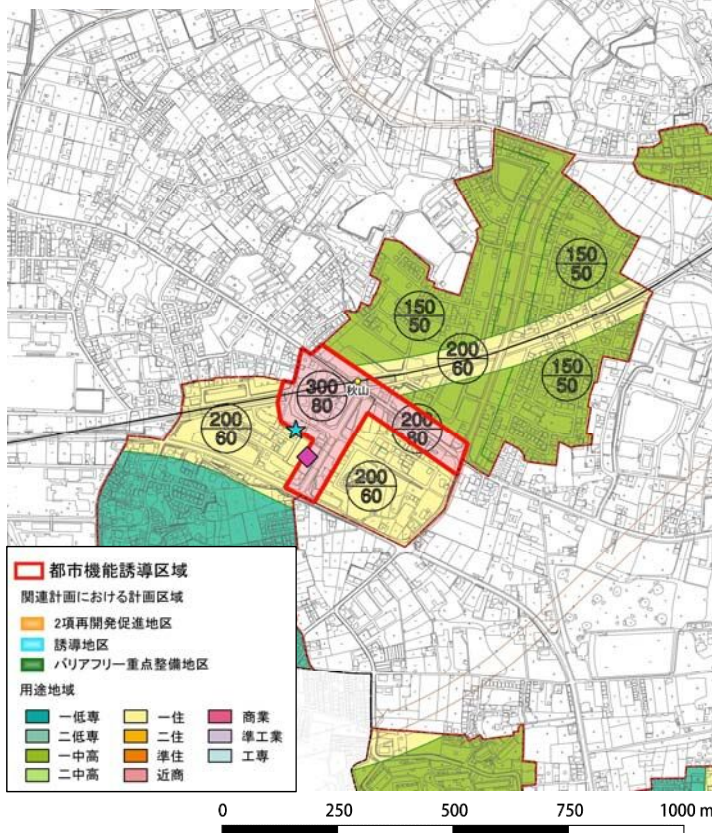 150
50
150
50
200
60
150
50
300
80
秋山
200
60
200
80
200
60
都市機能誘導区域
関連計画における計画区域
2項再開発促進地区
誘導地区
バリアフリー重点整備地区
用途地域
一低専 一住 商業
二低専 二住 準工業
一中高 準住 工専
二中高 近商
0 250 500 750 1000 m